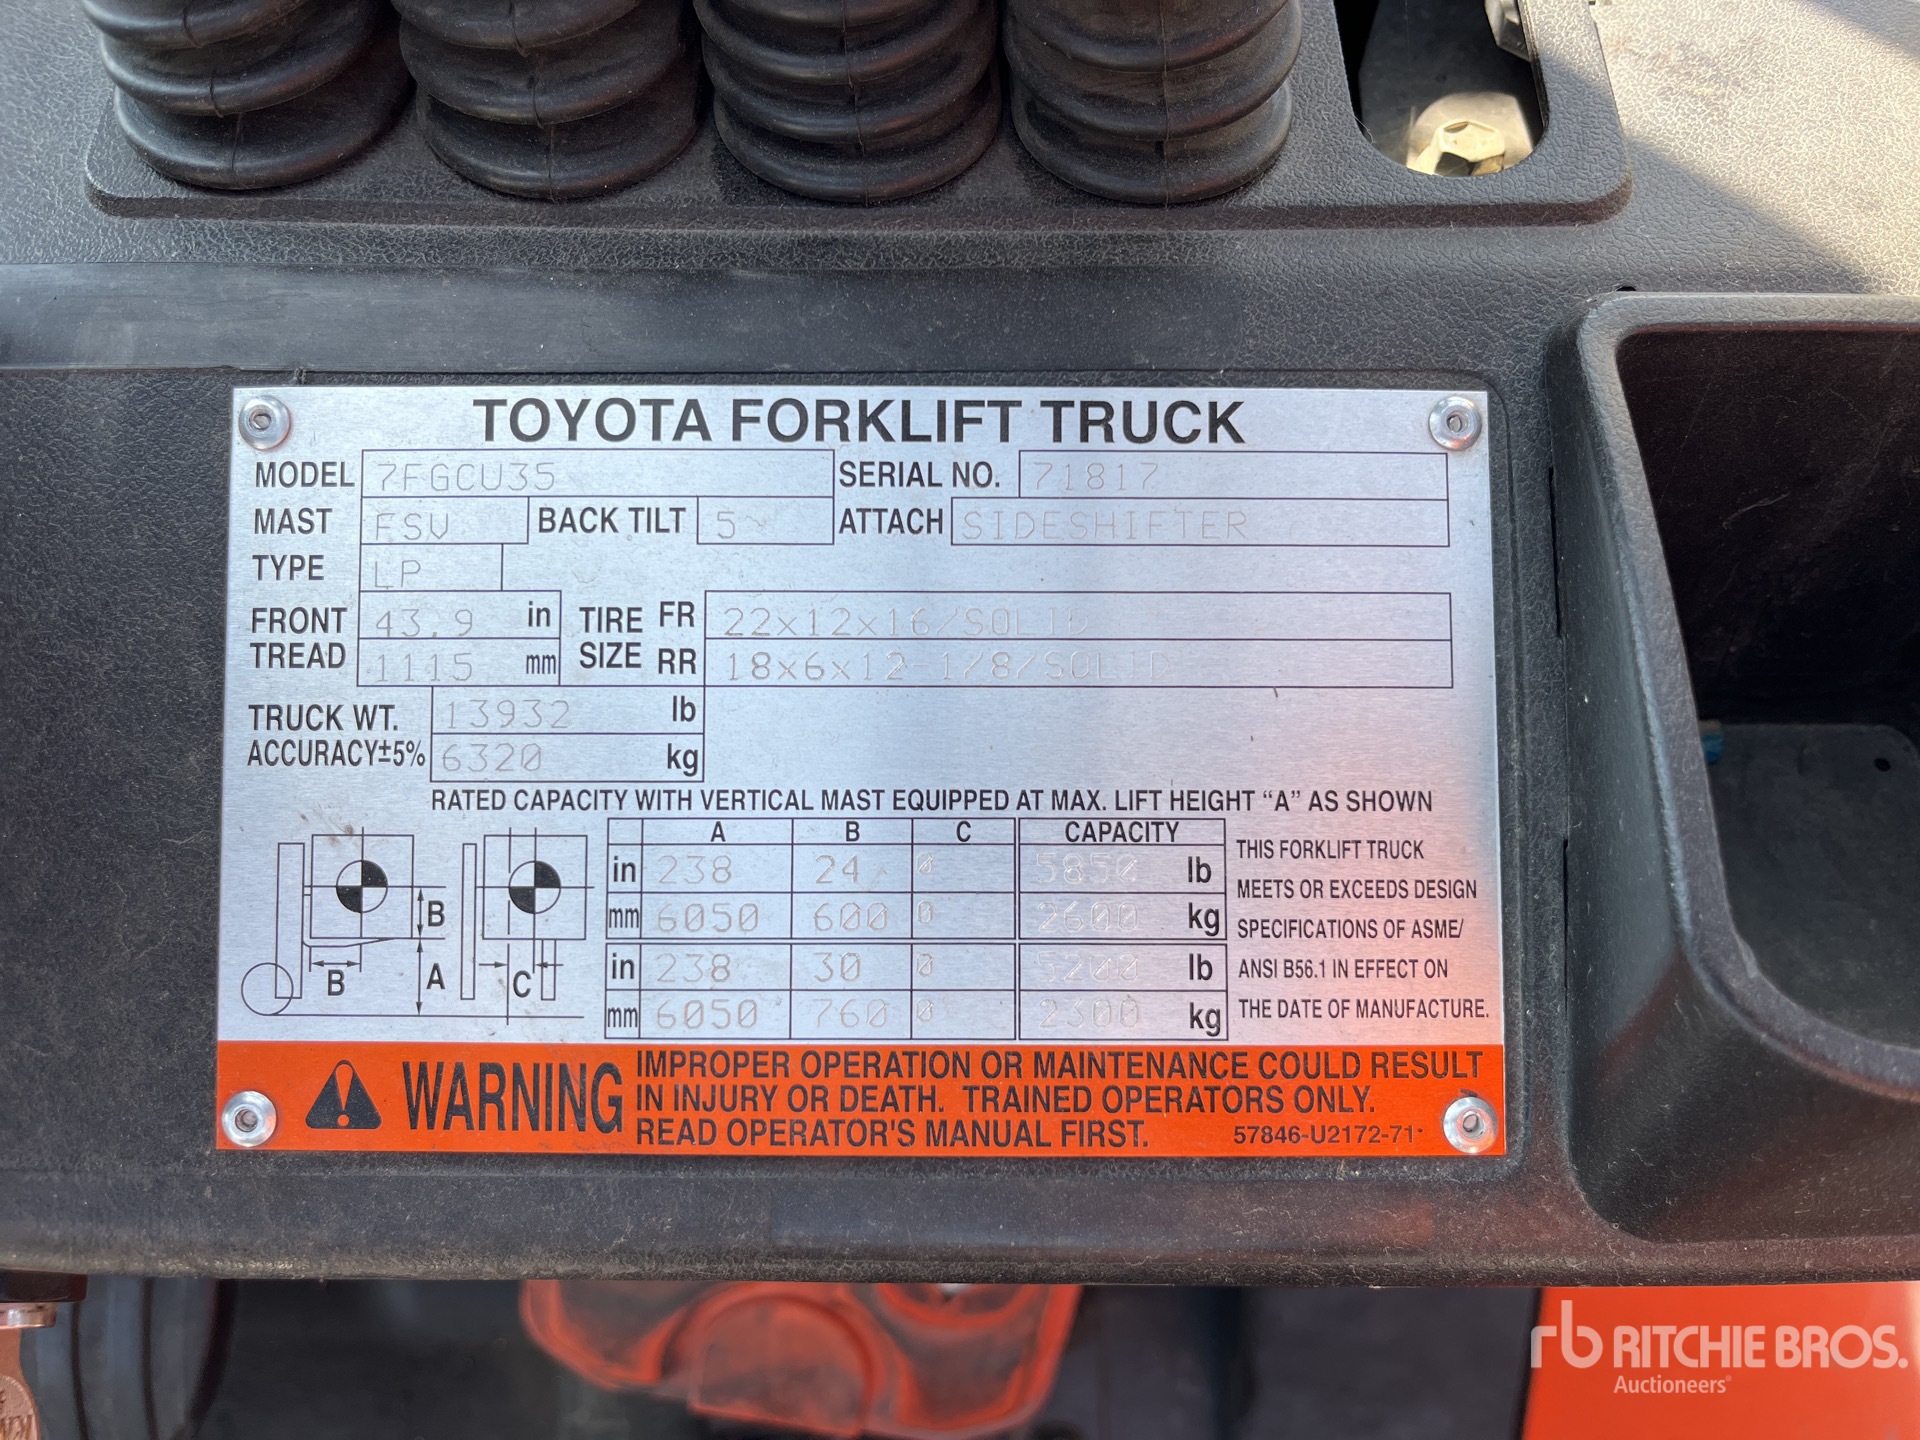 TOYOTA FORKLIFT TRUCK
MODEL 7FGCU35 SERIAL NO. 71817
MAST FSV BACK TILT 5 ATTACH SIDESHIFTER
TYPE LP
FRONT TREAD 43.9 in TIRE SIZE FR 22x12x16/SOLID
1115 mm RR 18x6x12-1/8/SOLID
TRUCK WT. 13932 lb
ACCURACY±5% 6320 kg
RATED CAPACITY WITH VERTICAL MAST EQUIPPED AT MAX. LIFT HEIGHT "A" AS SHOWN
A B C CAPACITY
in 238 24 0 5850 lb
mm 6050 600 0 2600 kg
in 238 30 0 5200 lb
mm 6050 760 0 2300 kg
B B A C
THIS FORKLIFT TRUCK
MEETS OR EXCEEDS DESIGN
SPECIFICATIONS OF ASME/
ANSI B56.1 IN EFFECT ON
THE DATE OF MANUFACTURE.
WARNING
IMPROPER OPERATION OR MAINTENANCE COULD RESULT
IN INJURY OR DEATH. TRAINED OPERATORS ONLY.
READ OPERATOR'S MANUAL FIRST. 57846-U2172-71
rb RITCHIE BROS.
Auctioneers